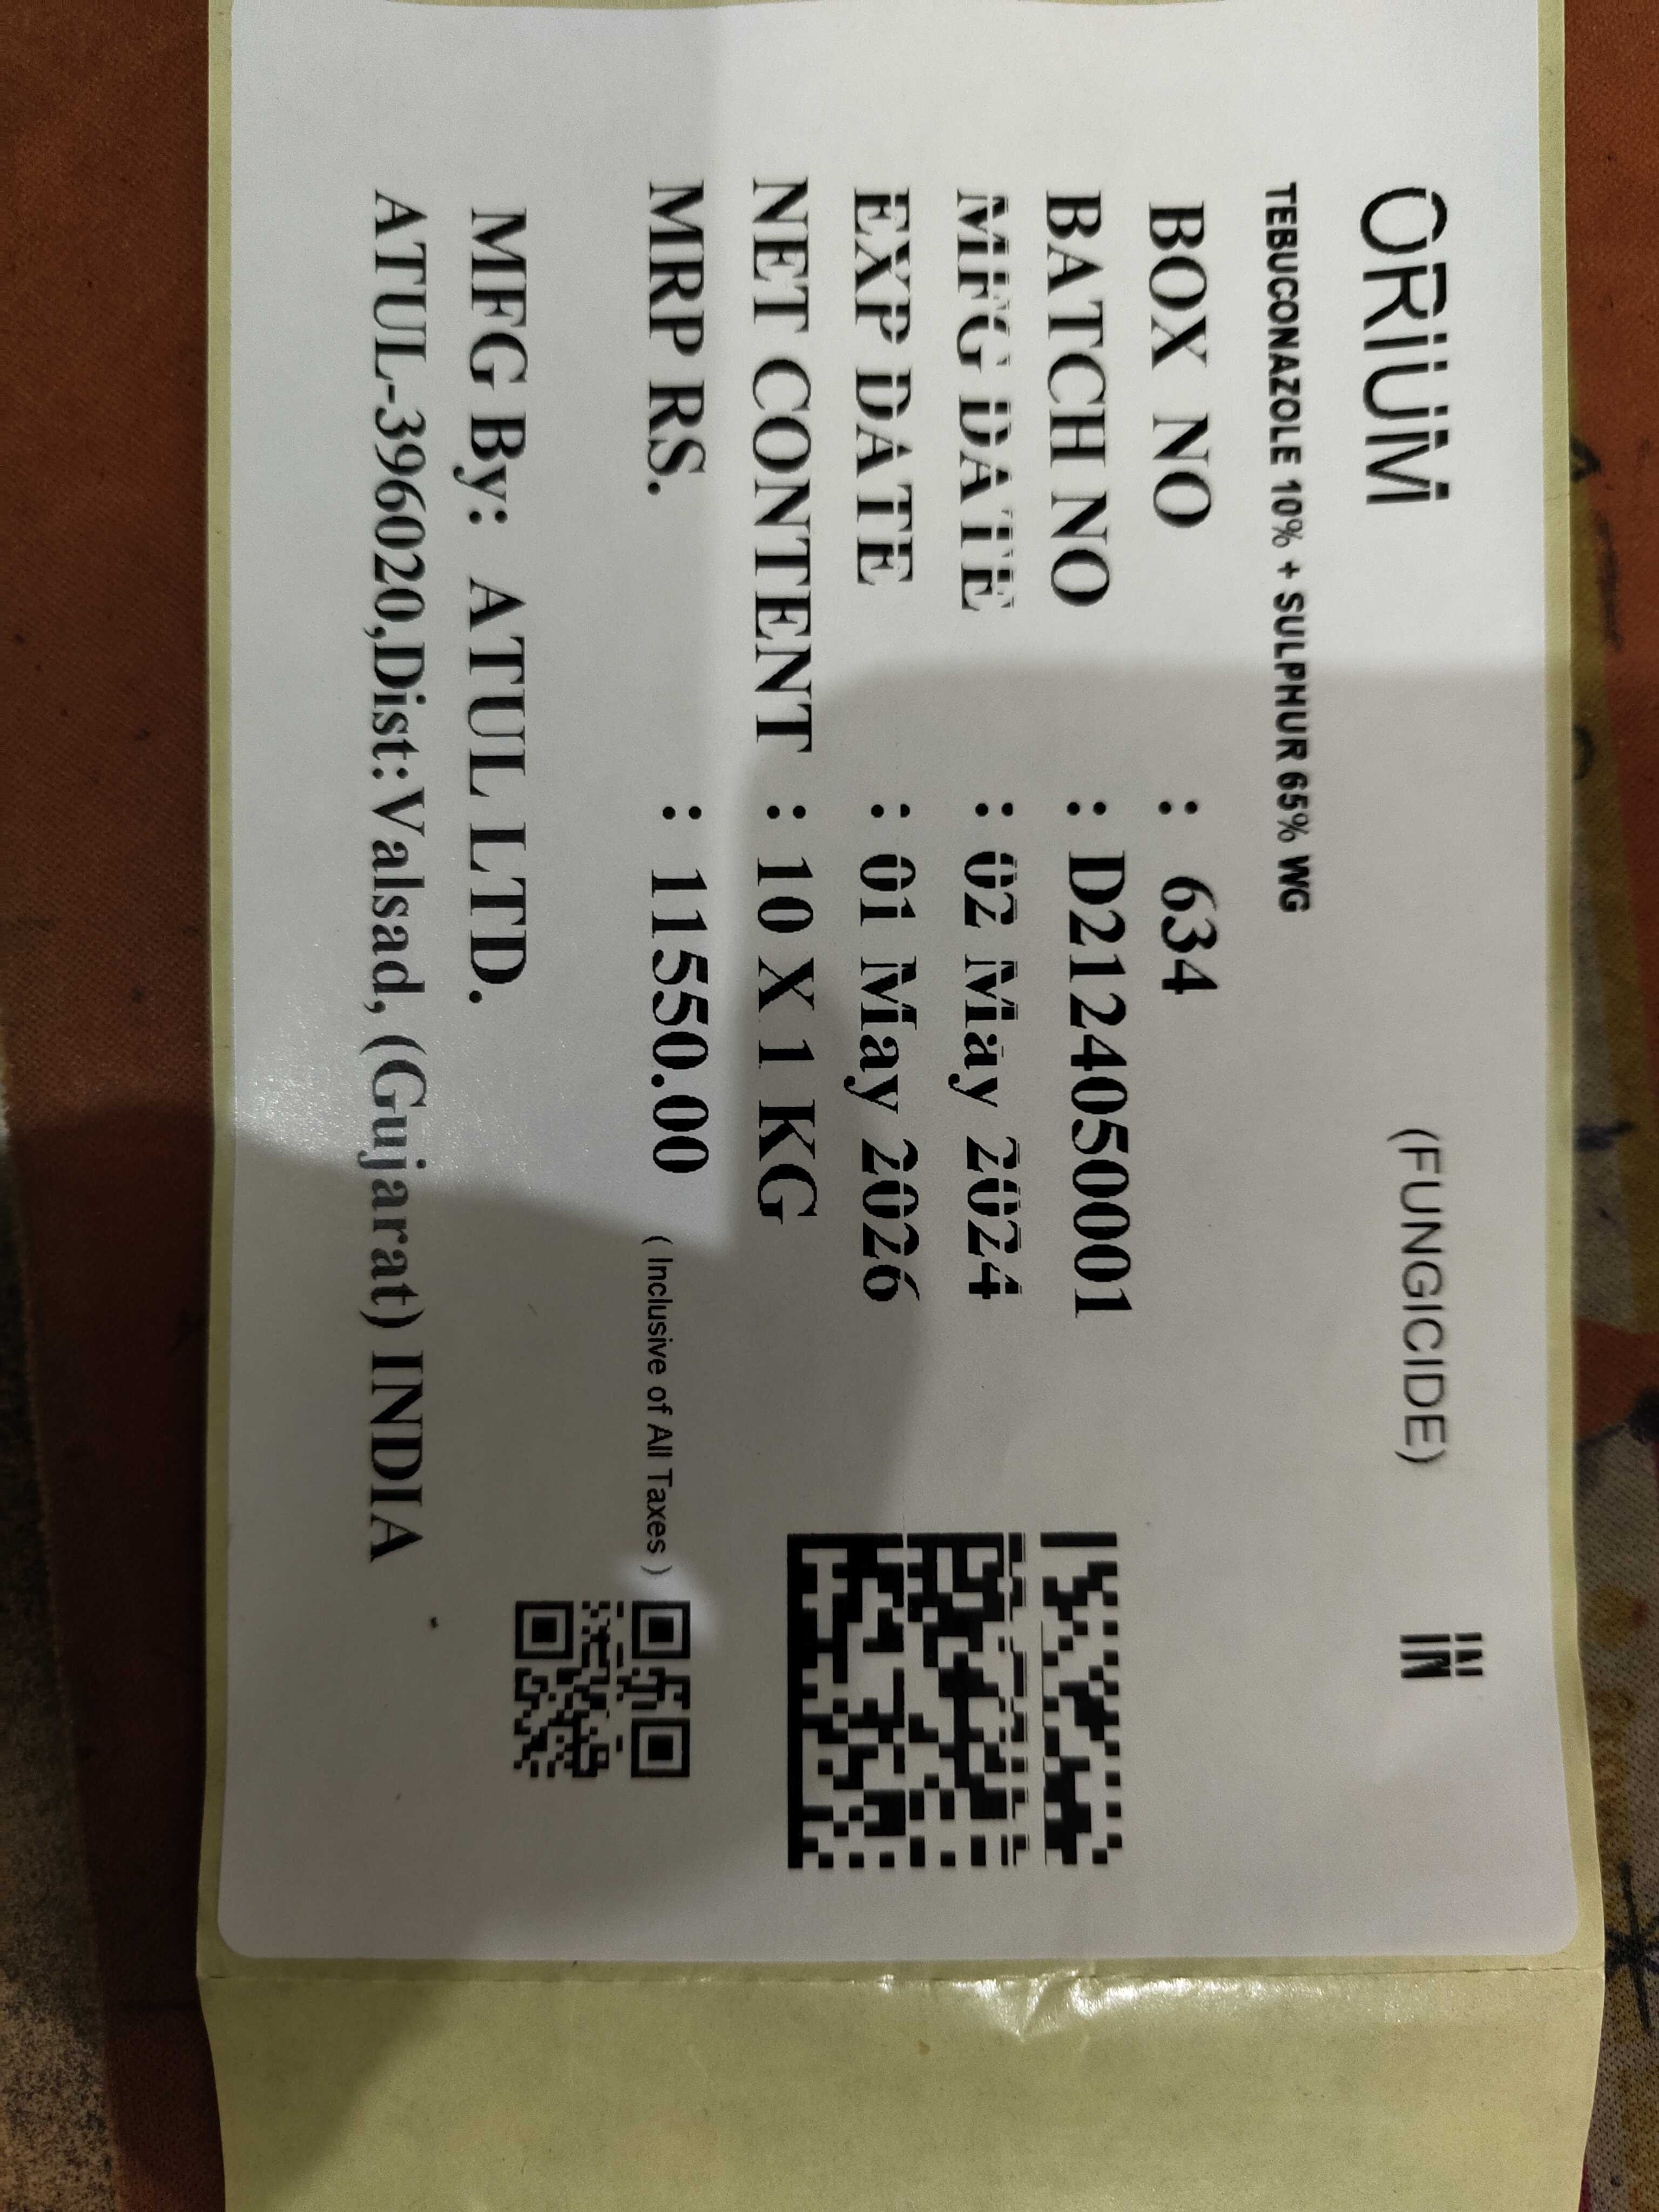 ORIUM (FUNGICIDE) IN
TEBUCONAZOLE 10% + SULPHUR 65% WG
BOX NO : 634
BATCH NO : D2124050001
MFG DATE : 02 May 2024
EXP DATE : 01 May 2026
NET CONTENT : 10 X 1 KG
MRP RS. : 11550.00 ( Inclusive of All Taxes )
MFG By: ATUL LTD.
ATUL-396020,Dist:Valsad, (Gujarat) INDIA